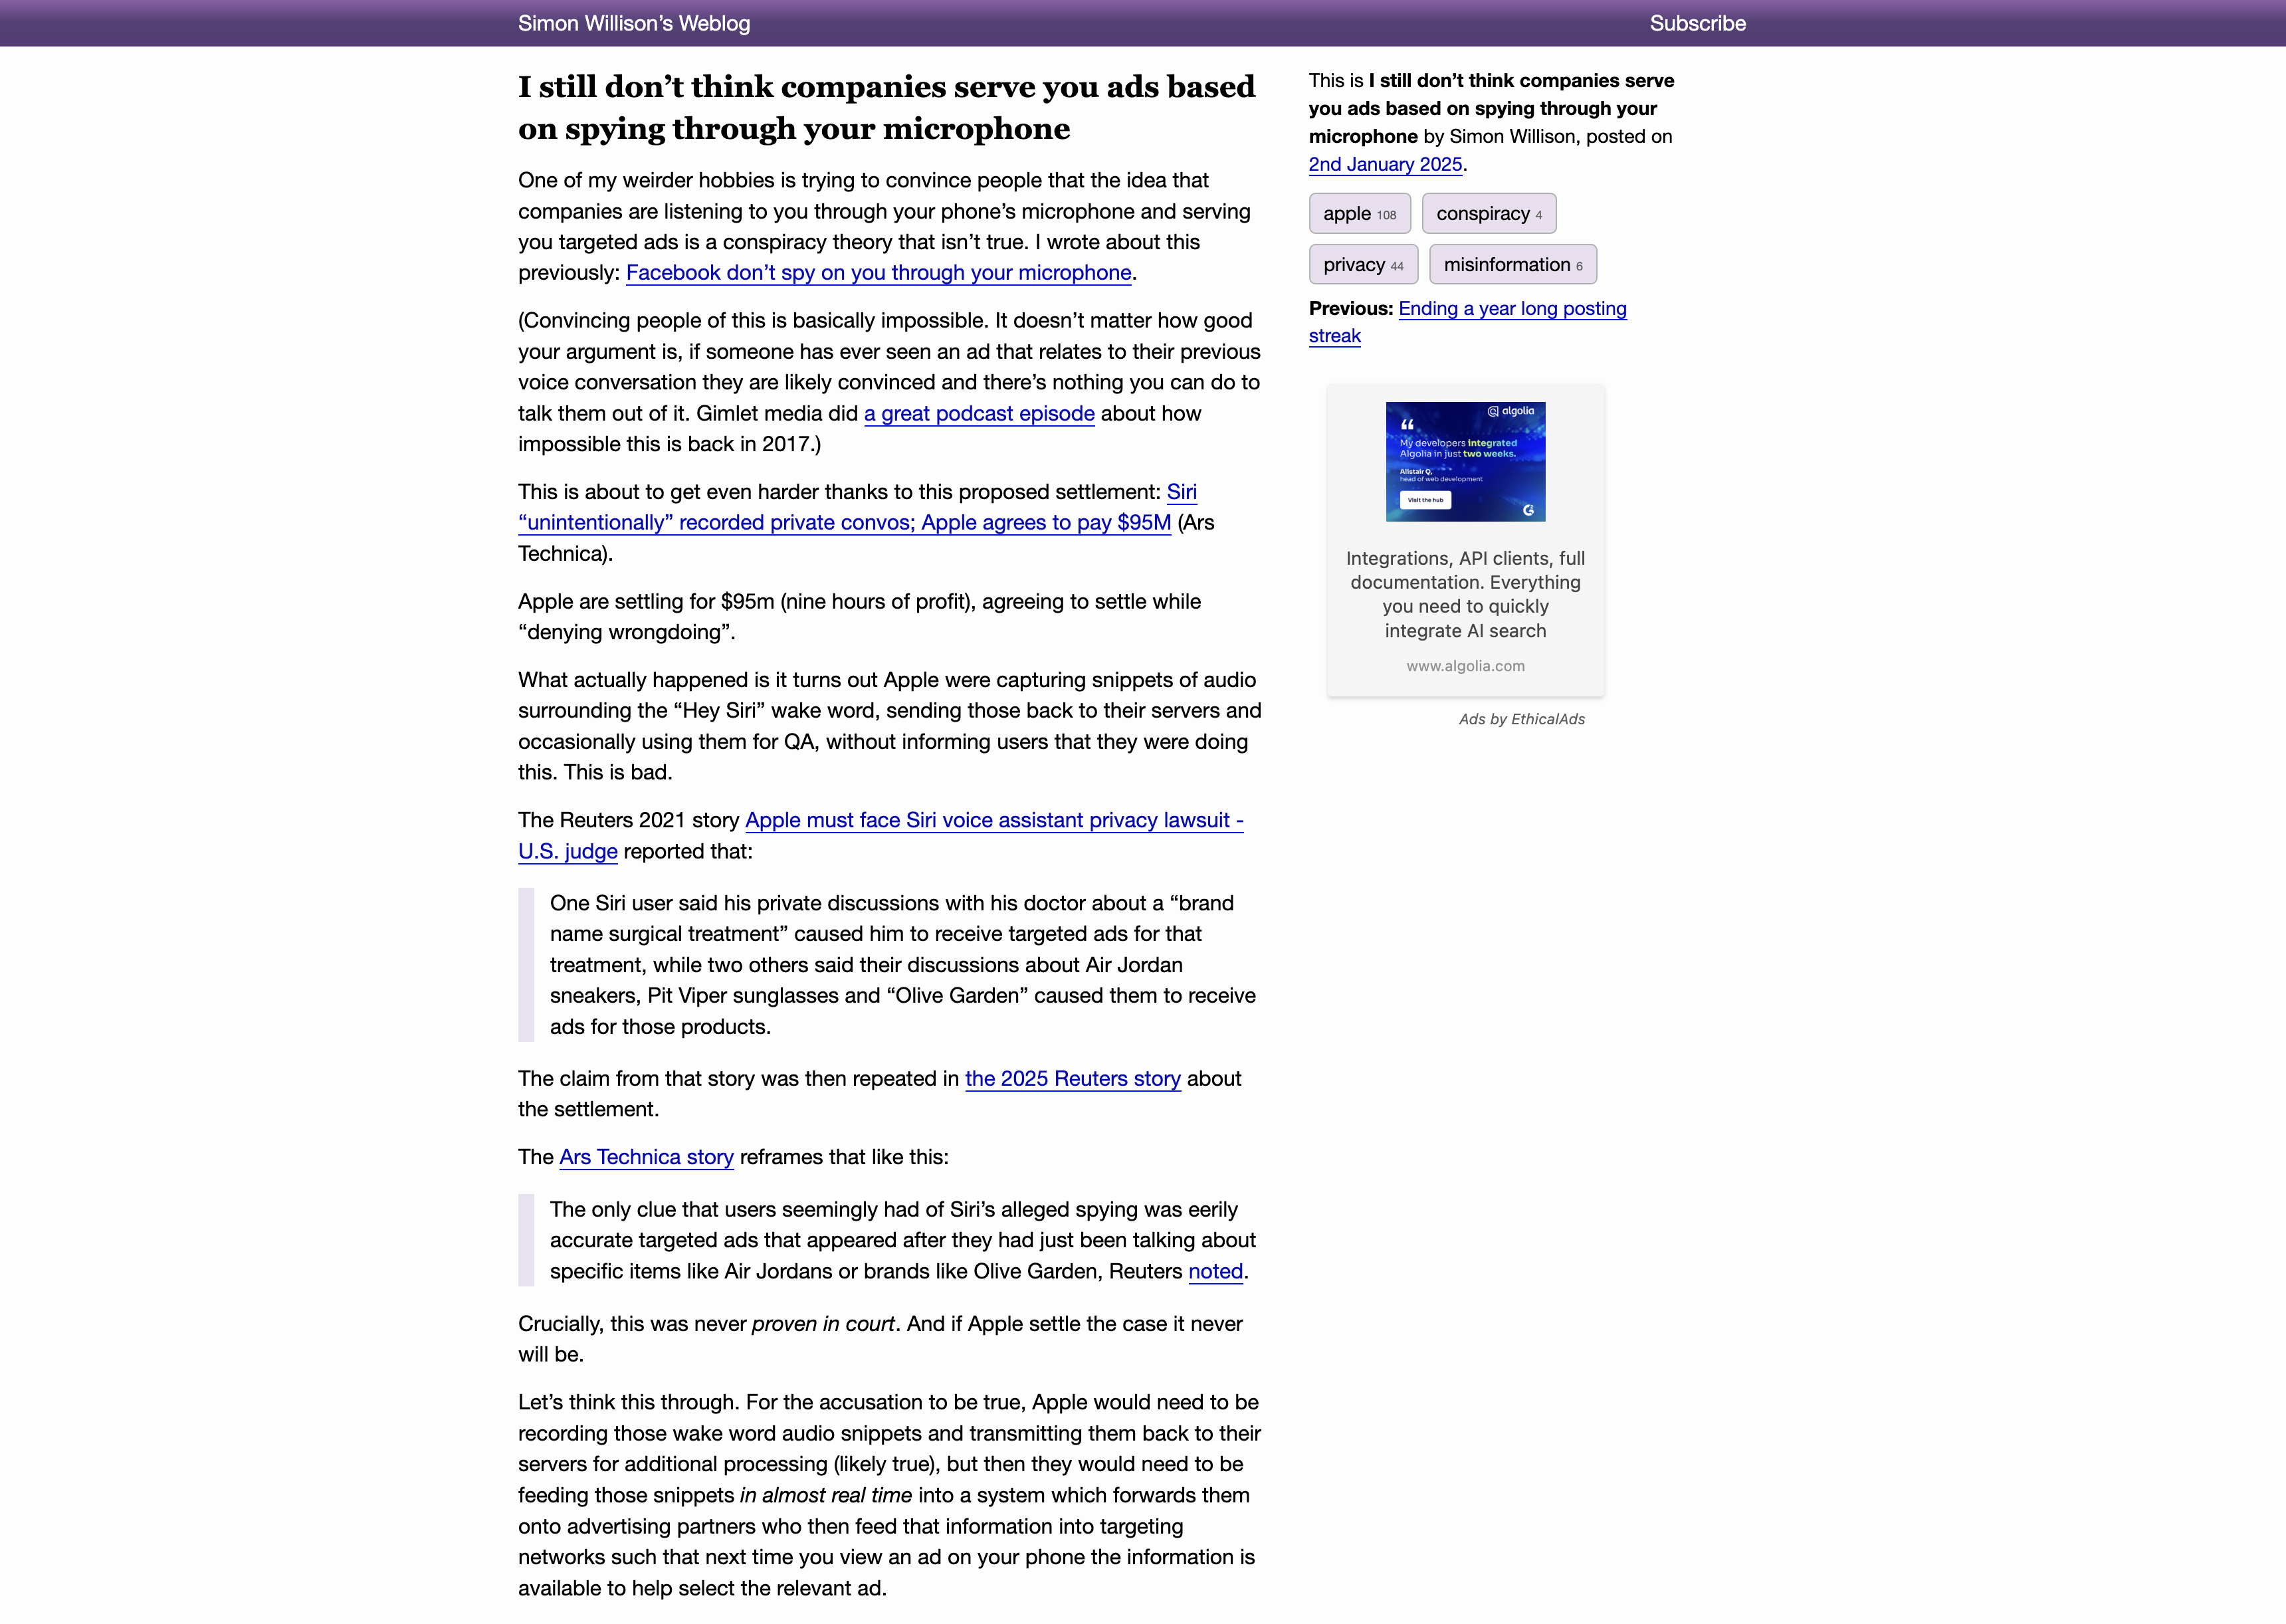 Simon Willison’s Weblog
Subscribe
I still don’t think companies serve you ads based
on spying through your microphone
One of my weirder hobbies is trying to convince people that the idea that
companies are listening to you through your phone’s microphone and serving
you targeted ads is a conspiracy theory that isn’t true. I wrote about this
previously: Facebook don’t spy on you through your microphone.
(Convincing people of this is basically impossible. It doesn’t matter how good
your argument is, if someone has ever seen an ad that relates to their previous
voice conversation they are likely convinced and there’s nothing you can do to
talk them out of it. Gimlet media did a great podcast episode about how
impossible this is back in 2017.)
This is about to get even harder thanks to this proposed settlement: Siri
“unintentionally” recorded private convos; Apple agrees to pay $95M (Ars
Technica).
Apple are settling for $95m (nine hours of profit), agreeing to settle while
“denying wrongdoing”.
What actually happened is it turns out Apple were capturing snippets of audio
surrounding the “Hey Siri” wake word, sending those back to their servers and
occasionally using them for QA, without informing users that they were doing
this. This is bad.
The Reuters 2021 story Apple must face Siri voice assistant privacy lawsuit -
U.S. judge reported that:
One Siri user said his private discussions with his doctor about a “brand
name surgical treatment” caused him to receive targeted ads for that
treatment, while two others said their discussions about Air Jordan
sneakers, Pit Viper sunglasses and “Olive Garden” caused them to receive
ads for those products.
The claim from that story was then repeated in the 2025 Reuters story about
the settlement.
The Ars Technica story reframes that like this:
The only clue that users seemingly had of Siri’s alleged spying was eerily
accurate targeted ads that appeared after they had just been talking about
specific items like Air Jordans or brands like Olive Garden, Reuters noted.
Crucially, this was never proven in court. And if Apple settle the case it never
will be.
Let’s think this through. For the accusation to be true, Apple would need to be
recording those wake word audio snippets and transmitting them back to their
servers for additional processing (likely true), but then they would need to be
feeding those snippets in almost real time into a system which forwards them
onto advertising partners who then feed that information into targeting
networks such that next time you view an ad on your phone the information is
available to help select the relevant ad.
This is I still don’t think companies serve
you ads based on spying through your
microphone by Simon Willison, posted on
2nd January 2025.
apple 108
conspiracy 4
privacy 44
misinformation 6
Previous: Ending a year long posting
streak
algolia
“
My developers integrated
Algolia in just two weeks.
Alistair Q,
head of web development
Visit the hub
Integrations, API clients, full
documentation. Everything
you need to quickly
integrate AI search
www.algolia.com
Ads by EthicalAds